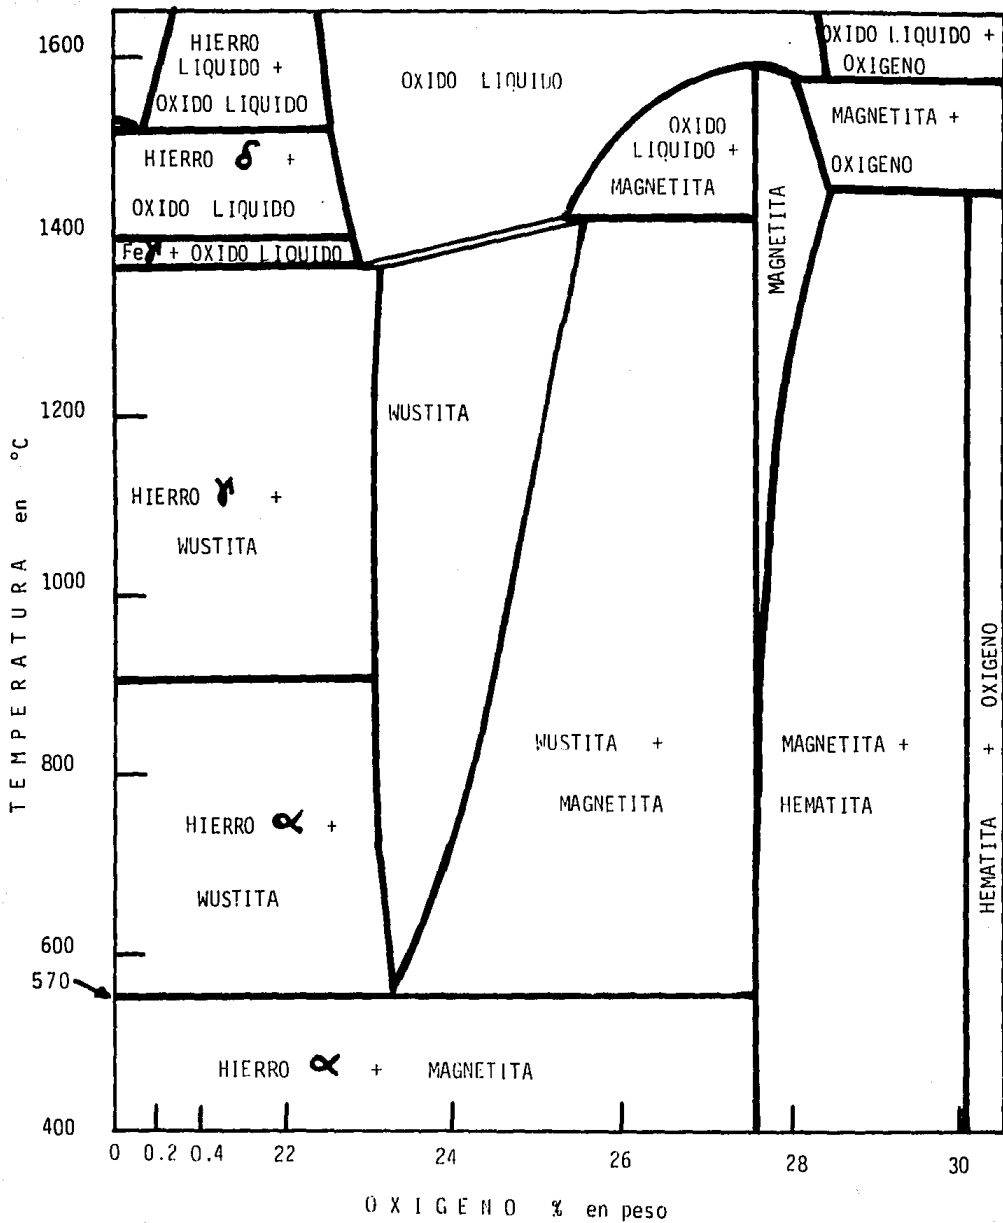 1600
HIERRO
LIQUIDO +
OXIDO LIQUIDO
OXIDO LIQUIDO
OXIDO LIQUIDO +
OXIGENO
HIERRO δ +
OXIDO LIQUIDO
OXIDO
LIQUIDO +
MAGNETITA
MAGNETITA +
OXIGENO
1400
Fe γ + OXIDO LIQUIDO
MAGNETITA
1200
WUSTITA
HIERRO γ +
WUSTITA
1000
TEMPERATURA en °C
800
HIERRO α +
WUSTITA
WUSTITA +
MAGNETITA
MAGNETITA +
HEMATITA
HEMATITA + OXIGENO
600
570
HIERRO α + MAGNETITA
400
0 0.2 0.4 22 24 26 28 30
OXIGENO % en peso